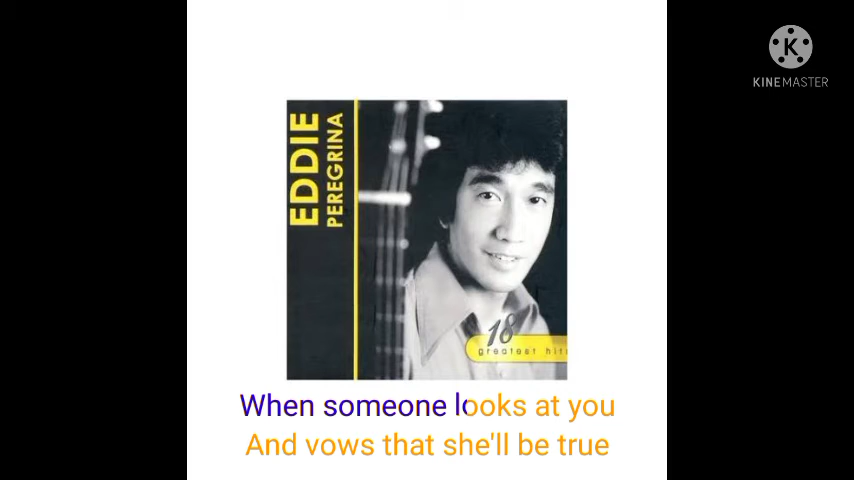 K
KINEMASTER
EDDIE
PEREGRINA
18
greatest hits
When someone looks at you
And vows that she'll be true